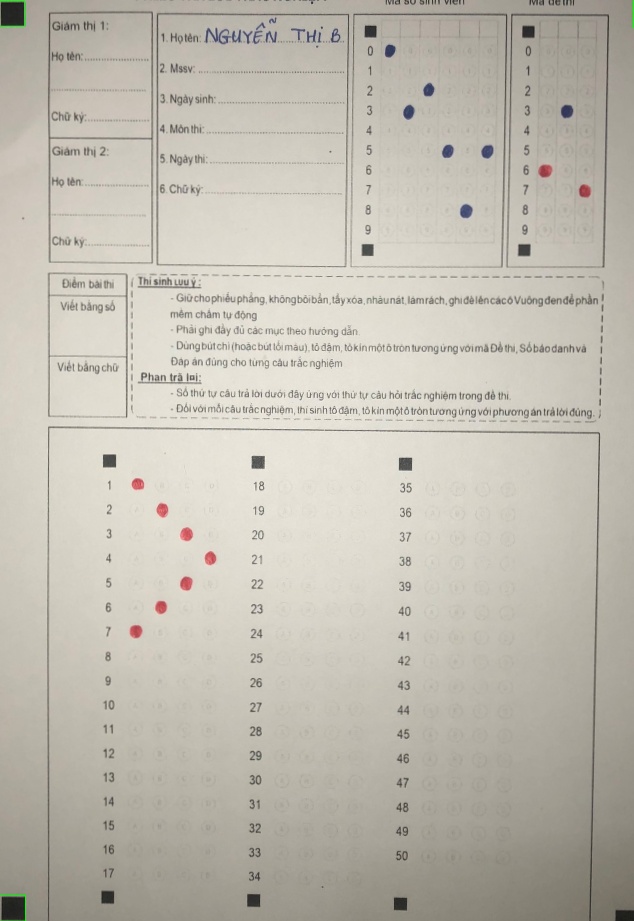 Mã số sinh viên
Mã đề thi
Giám thị 1:
Họ tên:
Chữ ký:
Giám thị 2:
Họ tên:
Chữ ký:
1. Họ tên: NGUYỄN THỊ B
2. Mssv:
3. Ngày sinh:
4. Môn thi:
5. Ngày thi:
6. Chữ ký:
0
1
2
3
4
5
6
7
8
9
0
1
2
3
4
5
6
7
8
9
Điểm bài thi
Viết bằng số
Viết bằng chữ
Thí sinh lưu ý :
- Giữ cho phiếu phẳng, không bôi bẩn, tẩy xóa, nhàu nát, làm rách, ghi đè lên các ô Vuông đen để phần
mềm chấm tự động
- Phải ghi đầy đủ các mục theo hướng dẫn.
- Dùng bút chì (hoặc bút tối màu), tô đậm, tô kín một ô tròn tương ứng với mã Đề thi, Số báo danh và
Đáp án đúng cho từng câu trắc nghiệm
Phần trả lời:
- Số thứ tự câu trả lời dưới đây ứng với thứ tự câu hỏi trắc nghiệm trong đề thi.
- Đối với mỗi câu trắc nghiệm, thí sinh tô đậm, tô kín một ô tròn tương ứng với phương án trả lời đúng.
1
2
3
4
5
6
7
8
9
10
11
12
13
14
15
16
17
18
19
20
21
22
23
24
25
26
27
28
29
30
31
32
33
34
35
36
37
38
39
40
41
42
43
44
45
46
47
48
49
50